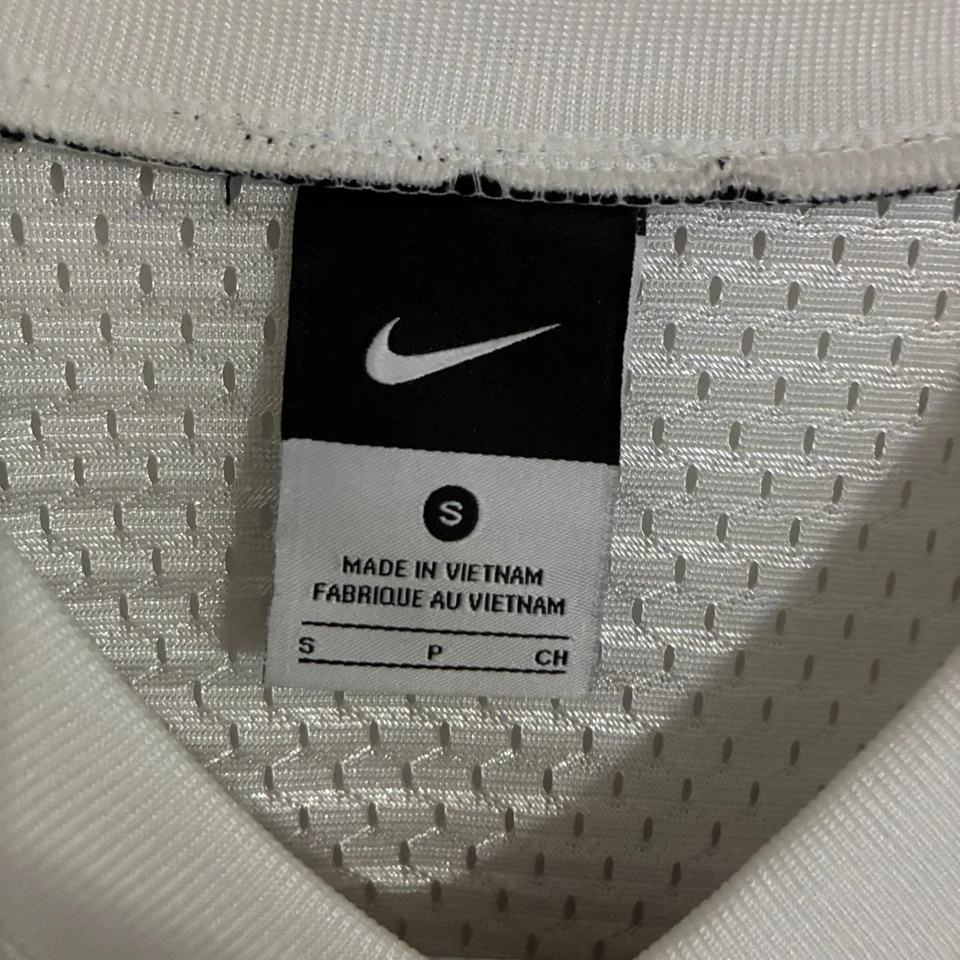 S
MADE IN VIETNAM
FABRIQUE AU VIETNAM
S P CH